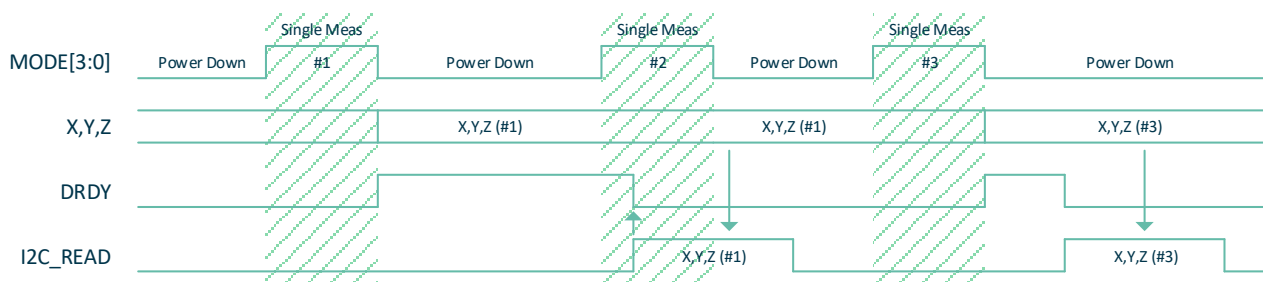 Single Meas Single Meas Single Meas
MODE[3:0] Power Down #1 Power Down #2 Power Down #3 Power Down
X,Y,Z X,Y,Z (#1) X,Y,Z (#1) X,Y,Z (#3)
DRDY
I2C_READ X,Y,Z (#1) X,Y,Z (#3)